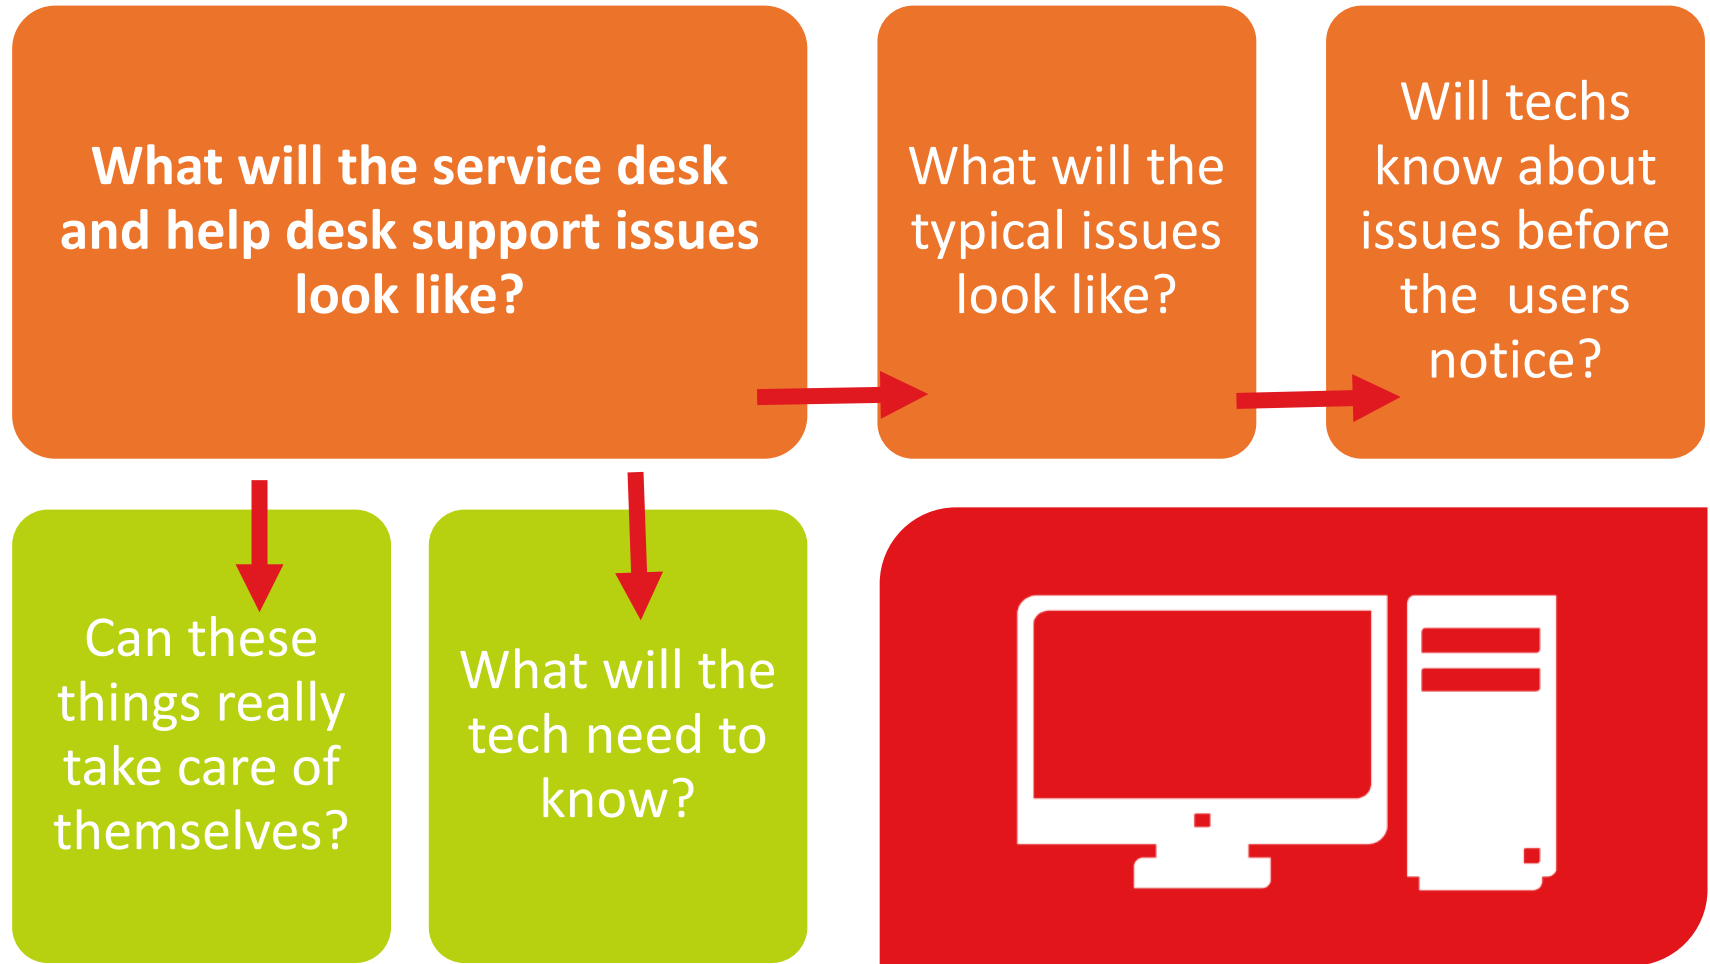 What will the service desk
and help desk support issues
look like?
What will the
typical issues
look like?
Will techs
know about
issues before
the  users
notice?
Can these
things really
take care of
themselves?
What will the
tech need to
know?